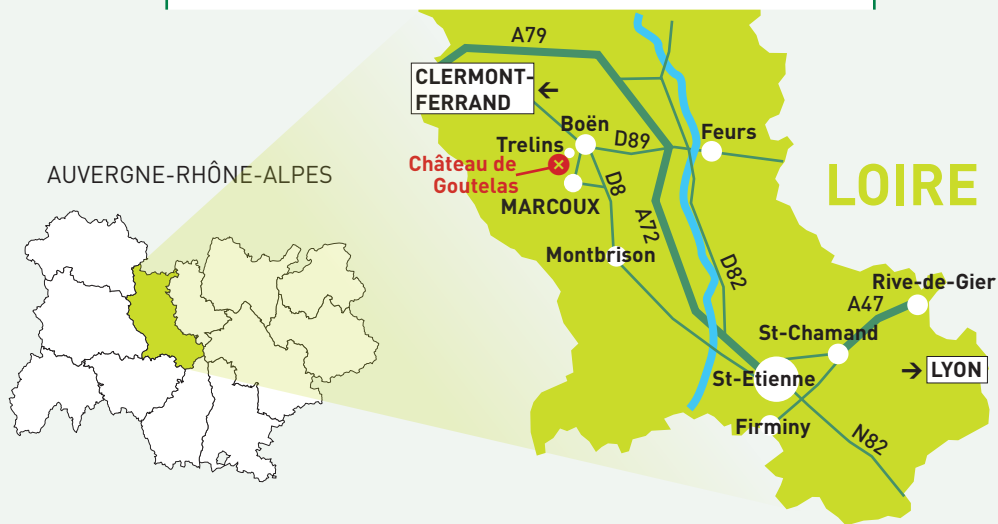 A79
CLERMONT-
FERRAND
←
Boën
D89
Feurs
Trelins
Château de
Goutelas
MARCOUX
D8
AUVERGNE-RHÔNE-ALPES
LOIRE
A72
Montbrison
D82
Rive-de-Gier
A47
St-Chamand
→ LYON
St-Etienne
Firminy
N82